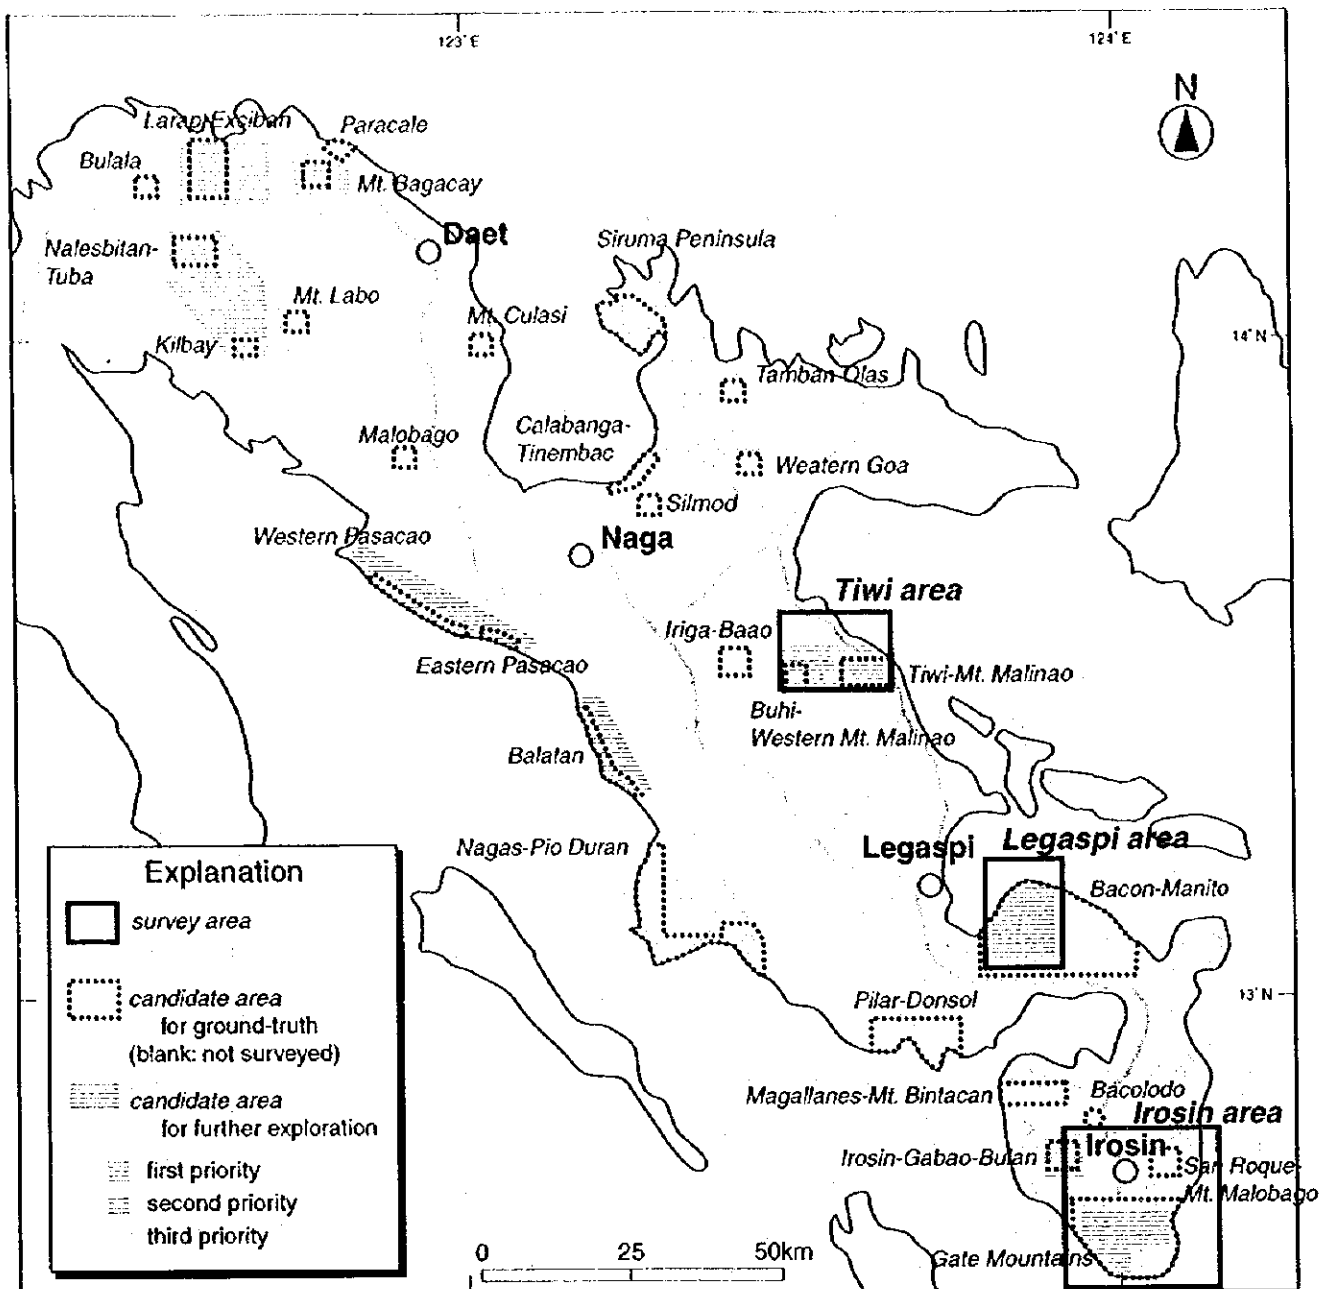 123°E
124°E
N
Larap Exciban
Paracale
Bulala
Mt. Bagacay
Daet
Siruma Peninsula
Nalesbitan-
Tuba
Mt. Labo
Mt. Culasi
14°N
Kilbay
Tamban Olas
Malobago
Calabanga-
Tinembac
Weatern Goa
Silmod
Western Pasacao
Naga
Tiwi area
Iriga-Baao
Eastern Pasacao
Tiwi-Mt. Malinao
Buhi-
Western Mt. Malinao
Balatan
Nagas-Pio Duran
Legaspi
Legaspi area
Bacon-Manito
Explanation
survey area
candidate area
for ground-truth
(blank: not surveyed)
candidate area
for further exploration
first priority
second priority
third priority
13°N
Pilar-Donsol
Magallanes-Mt. Bintacan
Bacolodo
Irosin area
Irosin-Gabao-Bulan
Irosin
San Roque-
Mt. Malobago
Gate Mountains
0 25 50km